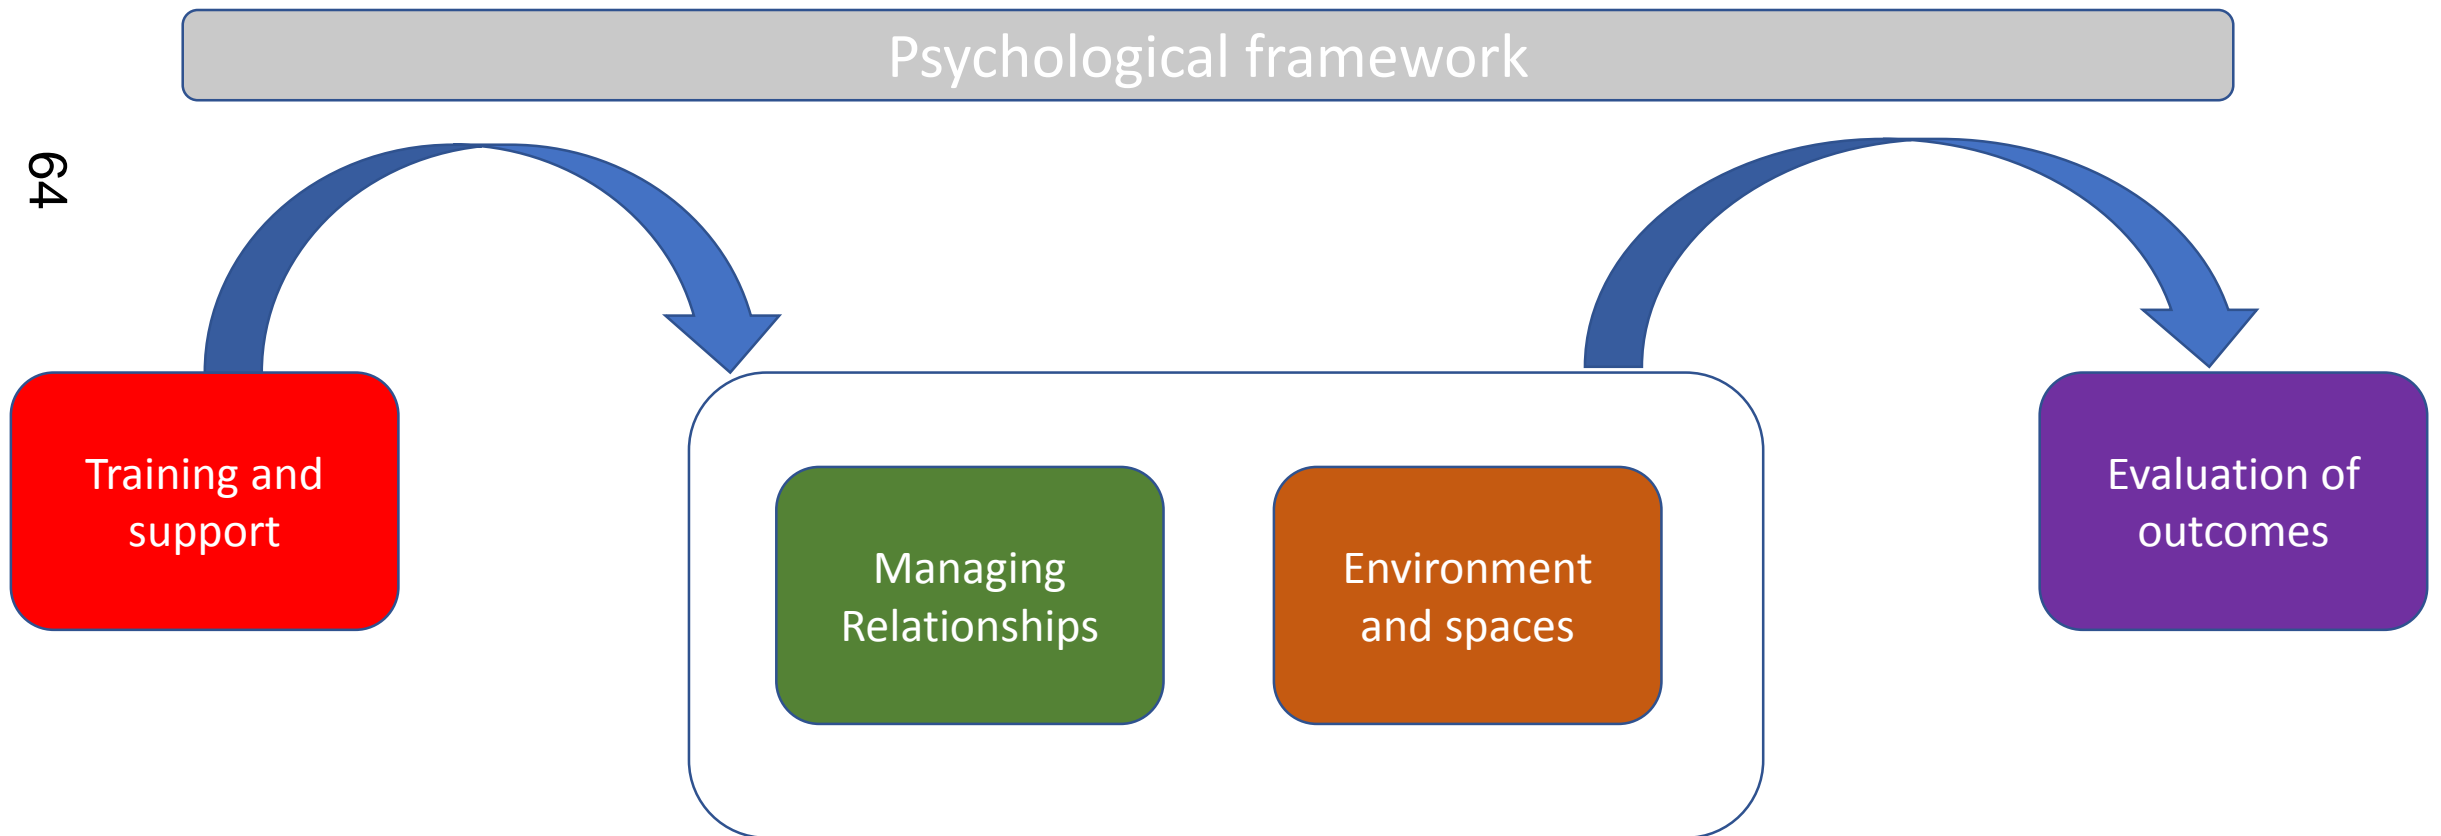 Psychological framework
64
Training and
support
Managing
Relationships
Environment
and spaces
Evaluation of
outcomes